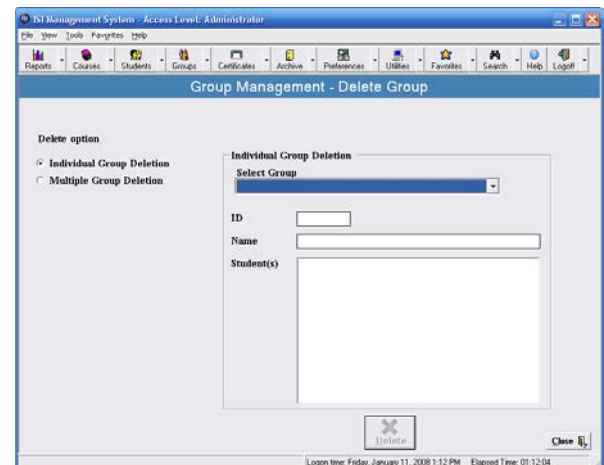 ISI Management System - Access Level: Administrator
File View Tools Favorites Help
Reports Courses Students Groups Certificates Archive Preferences Utilities Favorites Search Help Logoff
Group Management - Delete Group
Delete option
Individual Group Deletion
Multiple Group Deletion
Individual Group Deletion
Select Group
ID
Name
Student(s)
Delete
Close
Logon time: Friday, January 11, 2008 1:12 PM Elapsed Time: 01:12:04